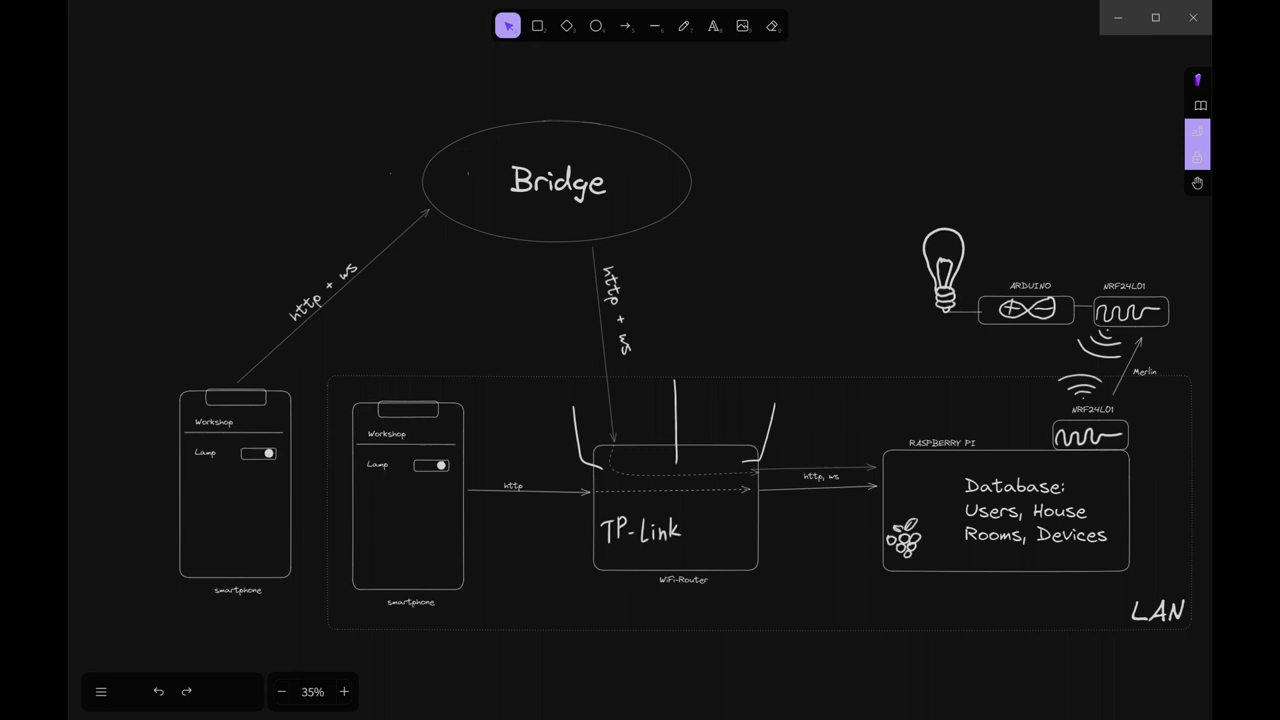 Bridge
http + ws
http + ws
ARDUINO
NRF24L01
Merlin
NRF24L01
Workshop
Lamp
smartphone
Workshop
Lamp
smartphone
http
TP-Link
WiFi-Router
http, ws
RASPBERRY PI
Database:
Users, House
Rooms, Devices
LAN
35%